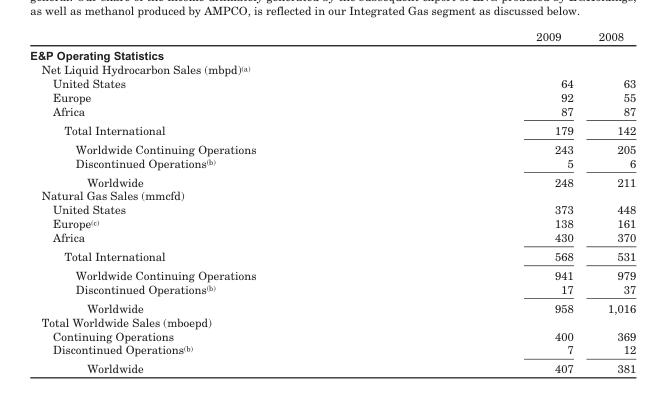 as well as methanol produced by AMPCO, is reflected in our Integrated Gas segment as discussed below.
2009 2008
E&P Operating Statistics
Net Liquid Hydrocarbon Sales (mbpd)(a)
United States 64 63
Europe 92 55
Africa 87 87
Total International 179 142
Worldwide Continuing Operations 243 205
Discontinued Operations(b) 5 6
Worldwide 248 211
Natural Gas Sales (mmcfd)
United States 373 448
Europe(c) 138 161
Africa 430 370
Total International 568 531
Worldwide Continuing Operations 941 979
Discontinued Operations(b) 17 37
Worldwide 958 1,016
Total Worldwide Sales (mboepd)
Continuing Operations 400 369
Discontinued Operations(b) 7 12
Worldwide 407 381